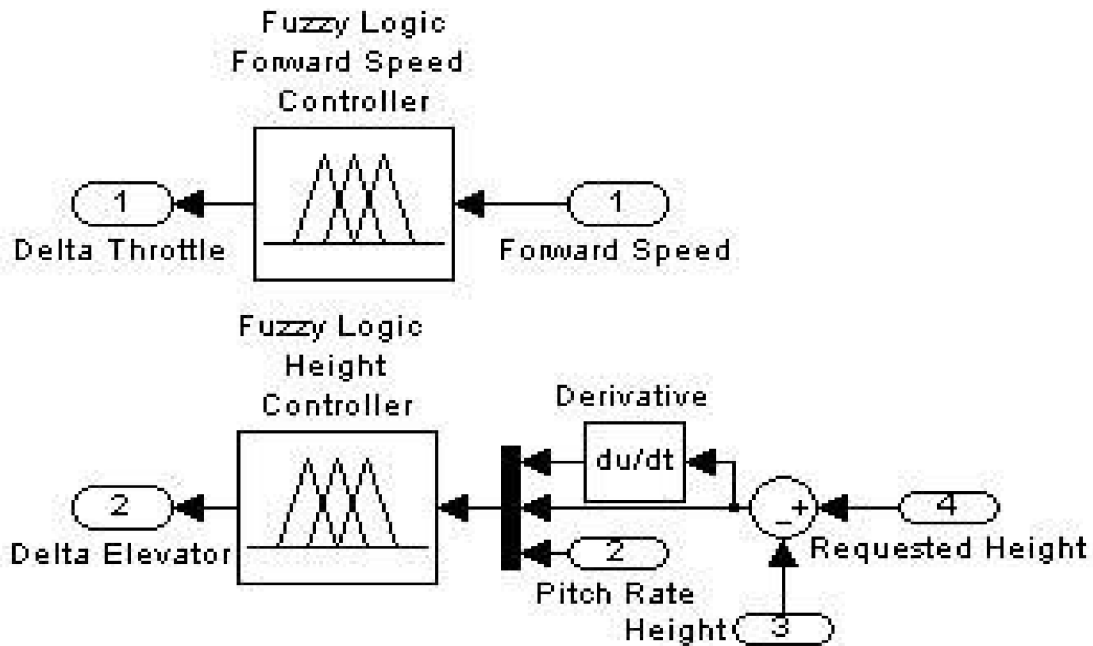 Fuzzy Logic
Forward Speed
Controller
1
1
Delta Throttle
Forward Speed
Fuzzy Logic
Height
Controller
Derivative
du/dt
2
4
- +
Delta Elevator
2
Requested Height
Pitch Rate
Height
3